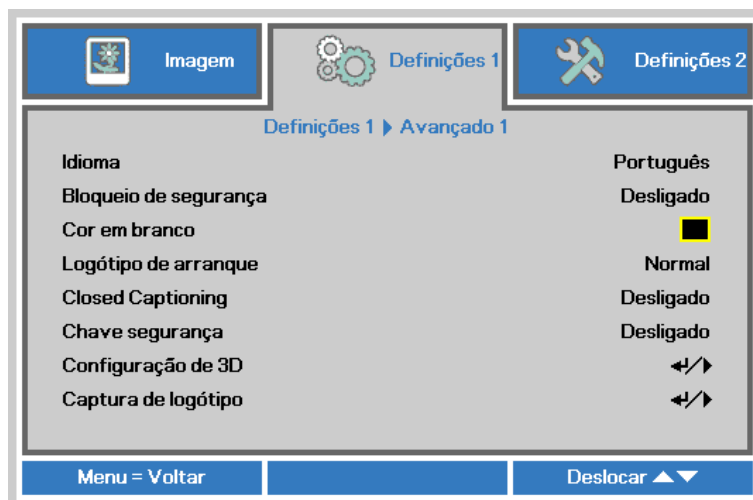 Imagem
Definições 1
Definições 2
Definições 1 Avançado 1
Idioma Português
Bloqueio de segurança Desligado
Cor em branco
Logótipo de arranque Normal
Closed Captioning Desligado
Chave segurança Desligado
Configuração de 3D
Captura de logótipo
Menu = Voltar
Deslocar